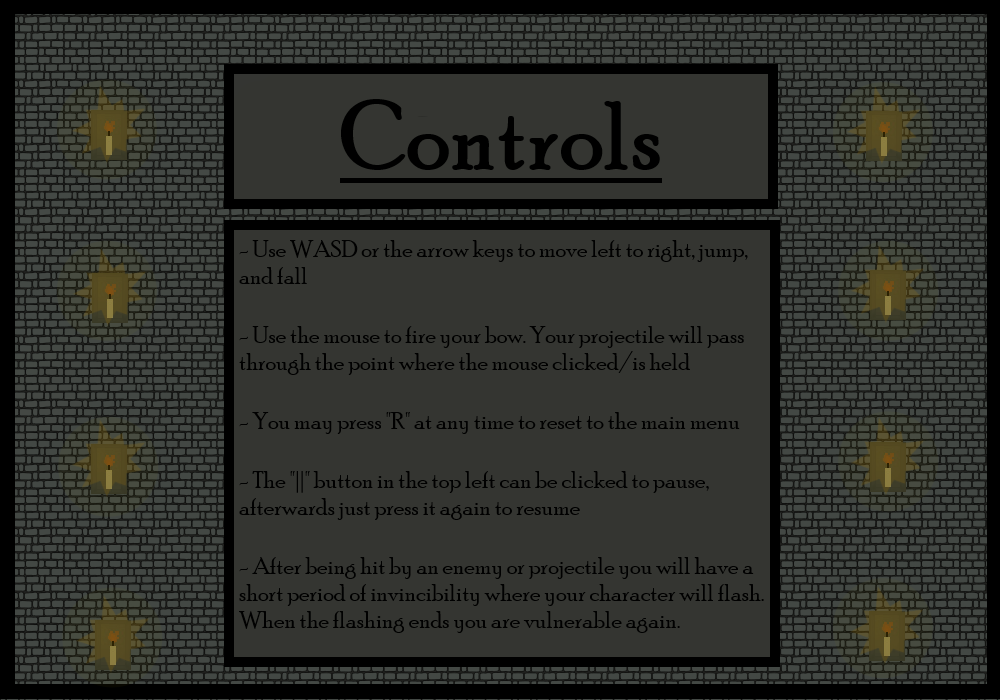 Controls
- Use WASD or the arrow keys to move left to right, jump,
and fall
- Use the mouse to fire your bow. Your projectile will pass
through the point where the mouse clicked/is held
- You may press "R" at any time to reset to the main menu
- The "||" button in the top left can be clicked to pause,
afterwards just press it again to resume
- After being hit by an enemy or projectile you will have a
short period of invincibility where your character will flash.
When the flashing ends you are vulnerable again.